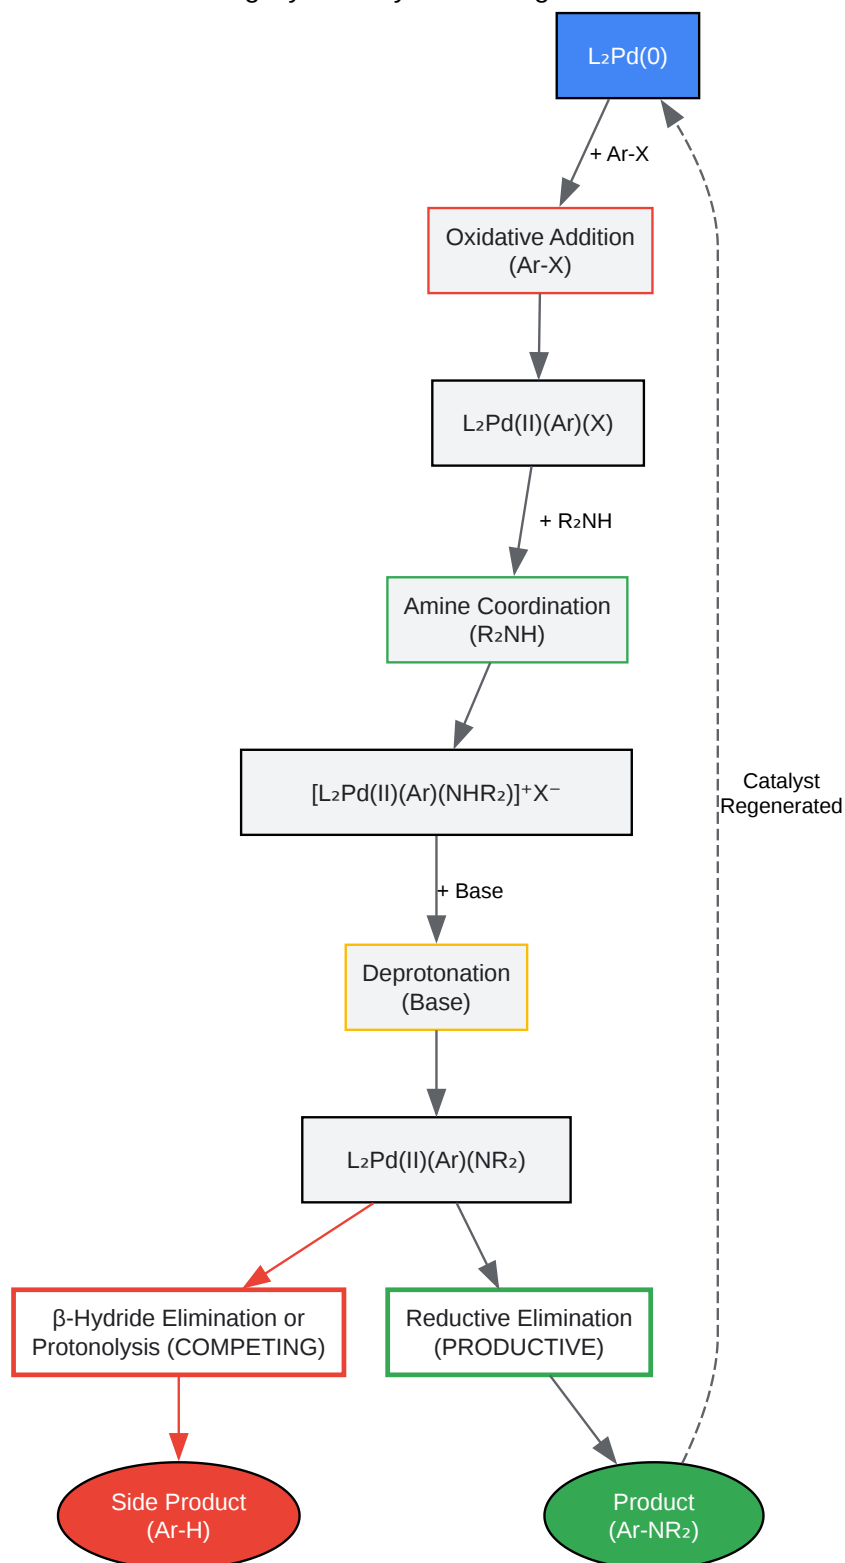 L₂Pd(0)
+ Ar-X
Oxidative Addition
(Ar-X)
L₂Pd(II)(Ar)(X)
+ R₂NH
Amine Coordination
(R₂NH)
[L₂Pd(II)(Ar)(NHR₂)]⁺X⁻
Catalyst
Regenerated
+ Base
Deprotonation
(Base)
L₂Pd(II)(Ar)(NR₂)
β-Hydride Elimination or
Protonolysis (COMPETING)
Reductive Elimination
(PRODUCTIVE)
Side Product
(Ar-H)
Product
(Ar-NR₂)